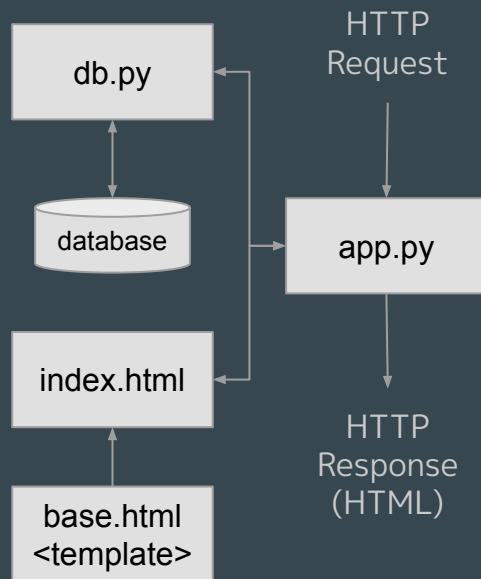 HTTP
Request
db.py
database
app.py
index.html
HTTP
Response
(HTML)
base.html
<template>